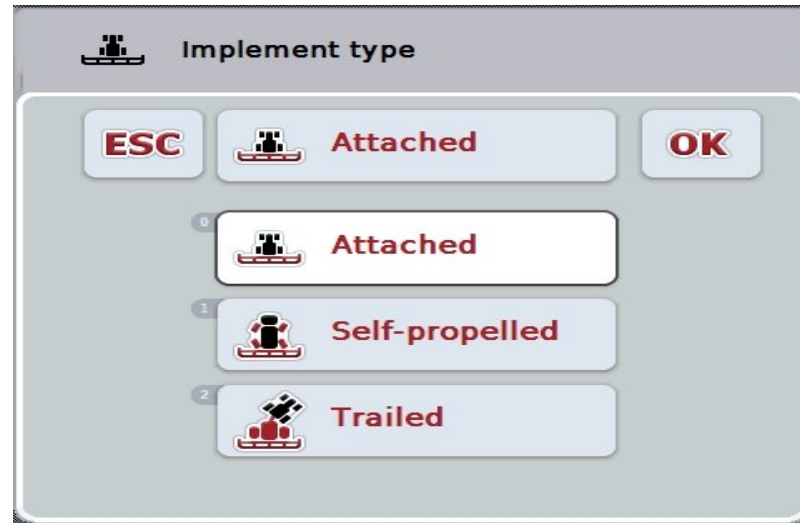 Implement type
ESC Attached OK
0 Attached
1 Self-propelled
2 Trailed